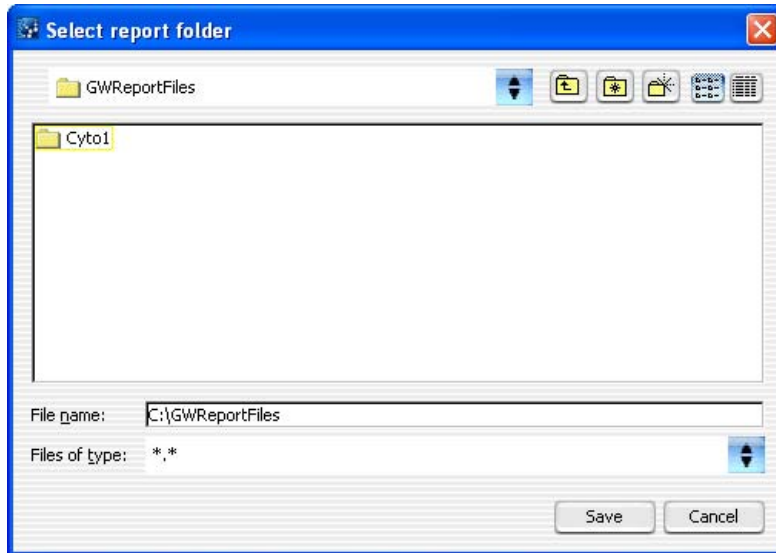 Select report folder
GWReportFiles
Cyto1
File name: C:\GWReportFiles
Files of type: *.*
Save Cancel